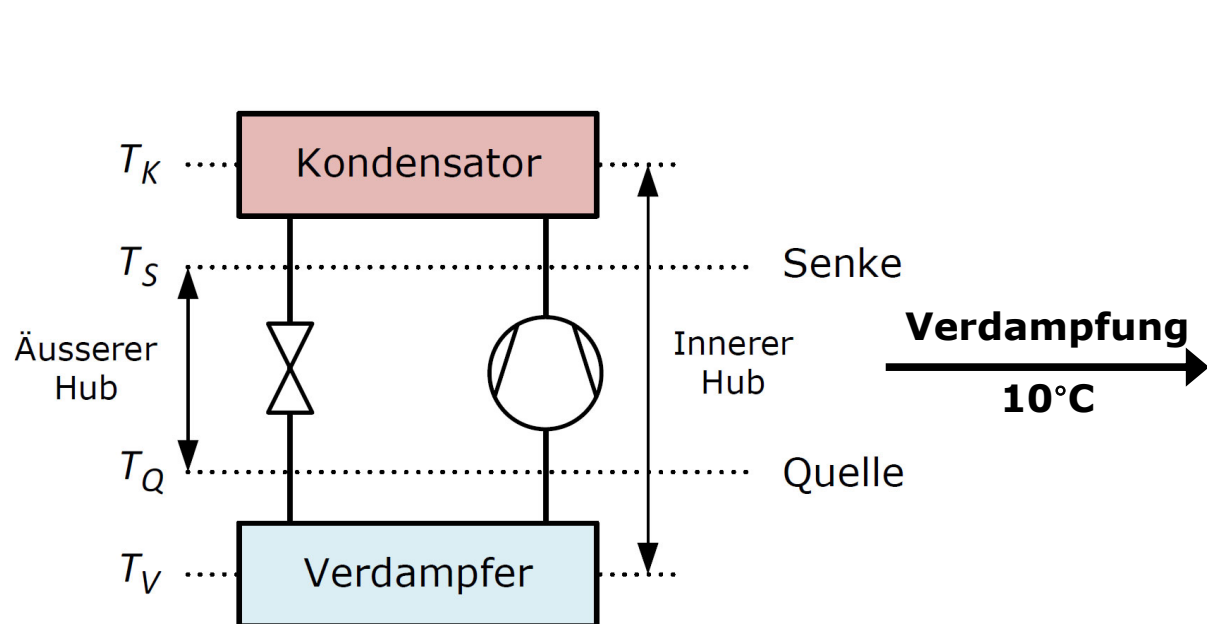 T_K
Kondensator
T_S
Senke
Äusserer
Hub
Innerer
Hub
Verdampfung
10°C
T_Q
Quelle
T_V
Verdampfer